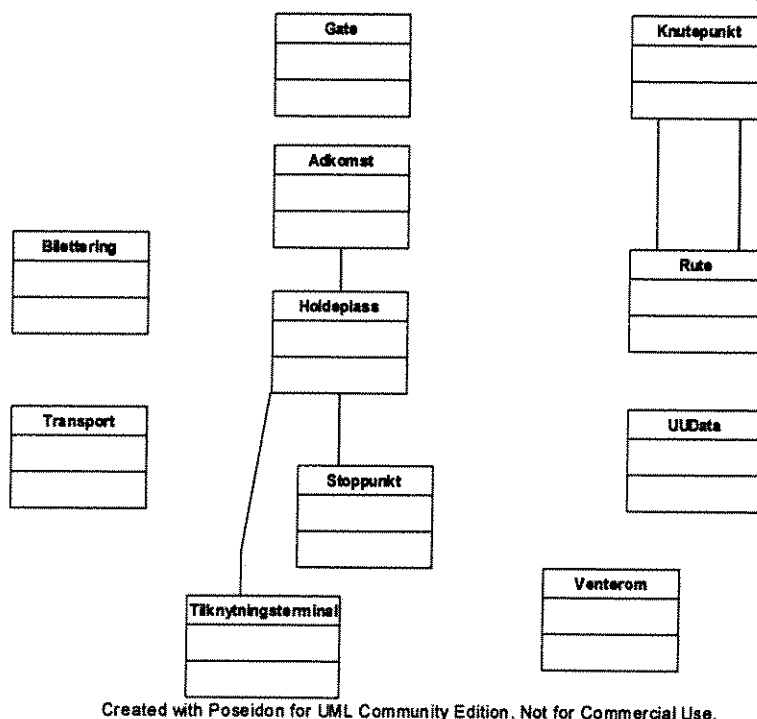 Gate
Knutepunkt
Adkomst
Bilettering
Rute
Holdeplass
Transport
UUData
Stoppunkt
Venterom
Tilknytningsterminal
Created with Poseidon for UML Community Edition. Not for Commercial Use.